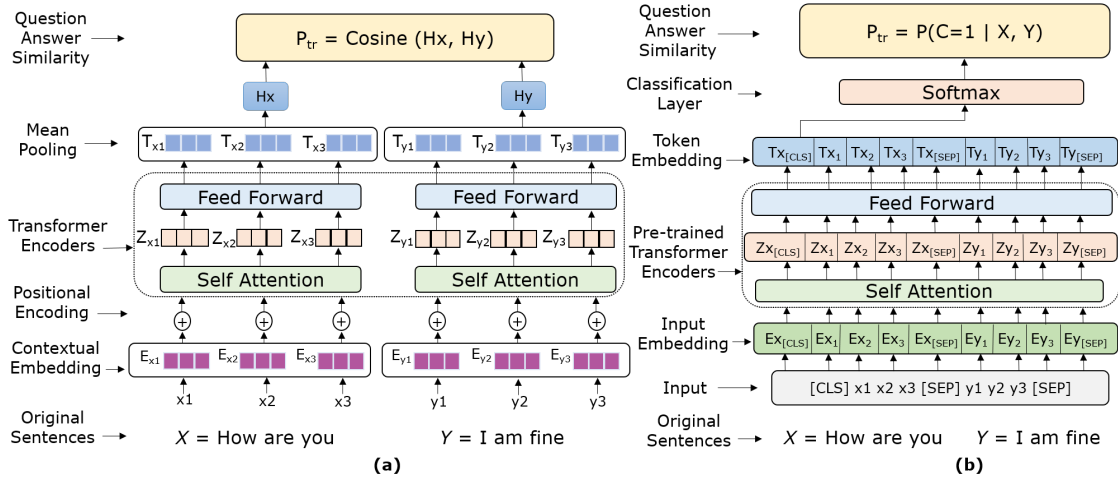 Question
Answer
Similarity
P_tr = Cosine (Hx, Hy)
Hx
Hy
Mean
Pooling
T_x1 T_x2 T_x3
T_y1 T_y2 T_y3
Feed Forward
Feed Forward
Transformer
Encoders
Z_x1 Z_x2 Z_x3
Z_y1 Z_y2 Z_y3
Self Attention
Self Attention
Positional
Encoding
+ + +
+ + +
Contextual
Embedding
E_x1 E_x2 E_x3
E_y1 E_y2 E_y3
x1 x2 x3
y1 y2 y3
Original
Sentences
X = How are you
Y = I am fine
(a)
Question
Answer
Similarity
P_tr = P(C=1 | X, Y)
Classification
Layer
Softmax
Token
Embedding
Tx_[CLS] Tx_1 Tx_2 Tx_3 Tx_[SEP] Ty_1 Ty_2 Ty_3 Ty_[SEP]
Feed Forward
Pre-trained
Transformer
Encoders
Zx_[CLS] Zx_1 Zx_2 Zx_3 Zx_[SEP] Zy_1 Zy_2 Zy_3 Zy_[SEP]
Self Attention
Input
Embedding
Ex_[CLS] Ex_1 Ex_2 Ex_3 Ex_[SEP] Ey_1 Ey_2 Ey_3 Ey_[SEP]
Input
[CLS] x1 x2 x3 [SEP] y1 y2 y3 [SEP]
Original
Sentences
X = How are you
Y = I am fine
(b)